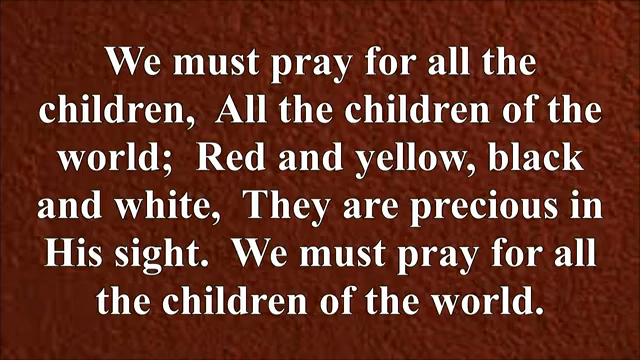 We must pray for all the
children,  All the children of the
world;  Red and yellow, black
and white,  They are precious in
His sight.  We must pray for all
the children of the world.